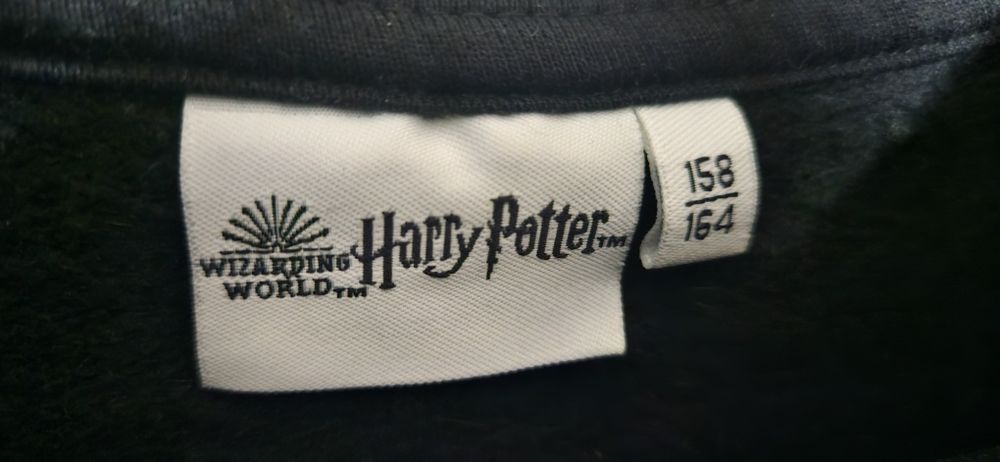 WIZARDING
WORLD™
Harry Potter™
158
164